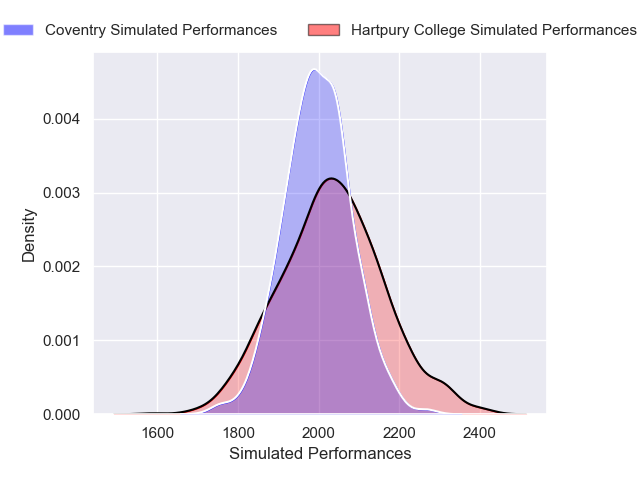 Coventry Simulated Performances
Hartpury College Simulated Performances
0.004
0.003
0.002
0.001
0.000
Density
1600
1800
2000
2200
2400
Simulated Performances